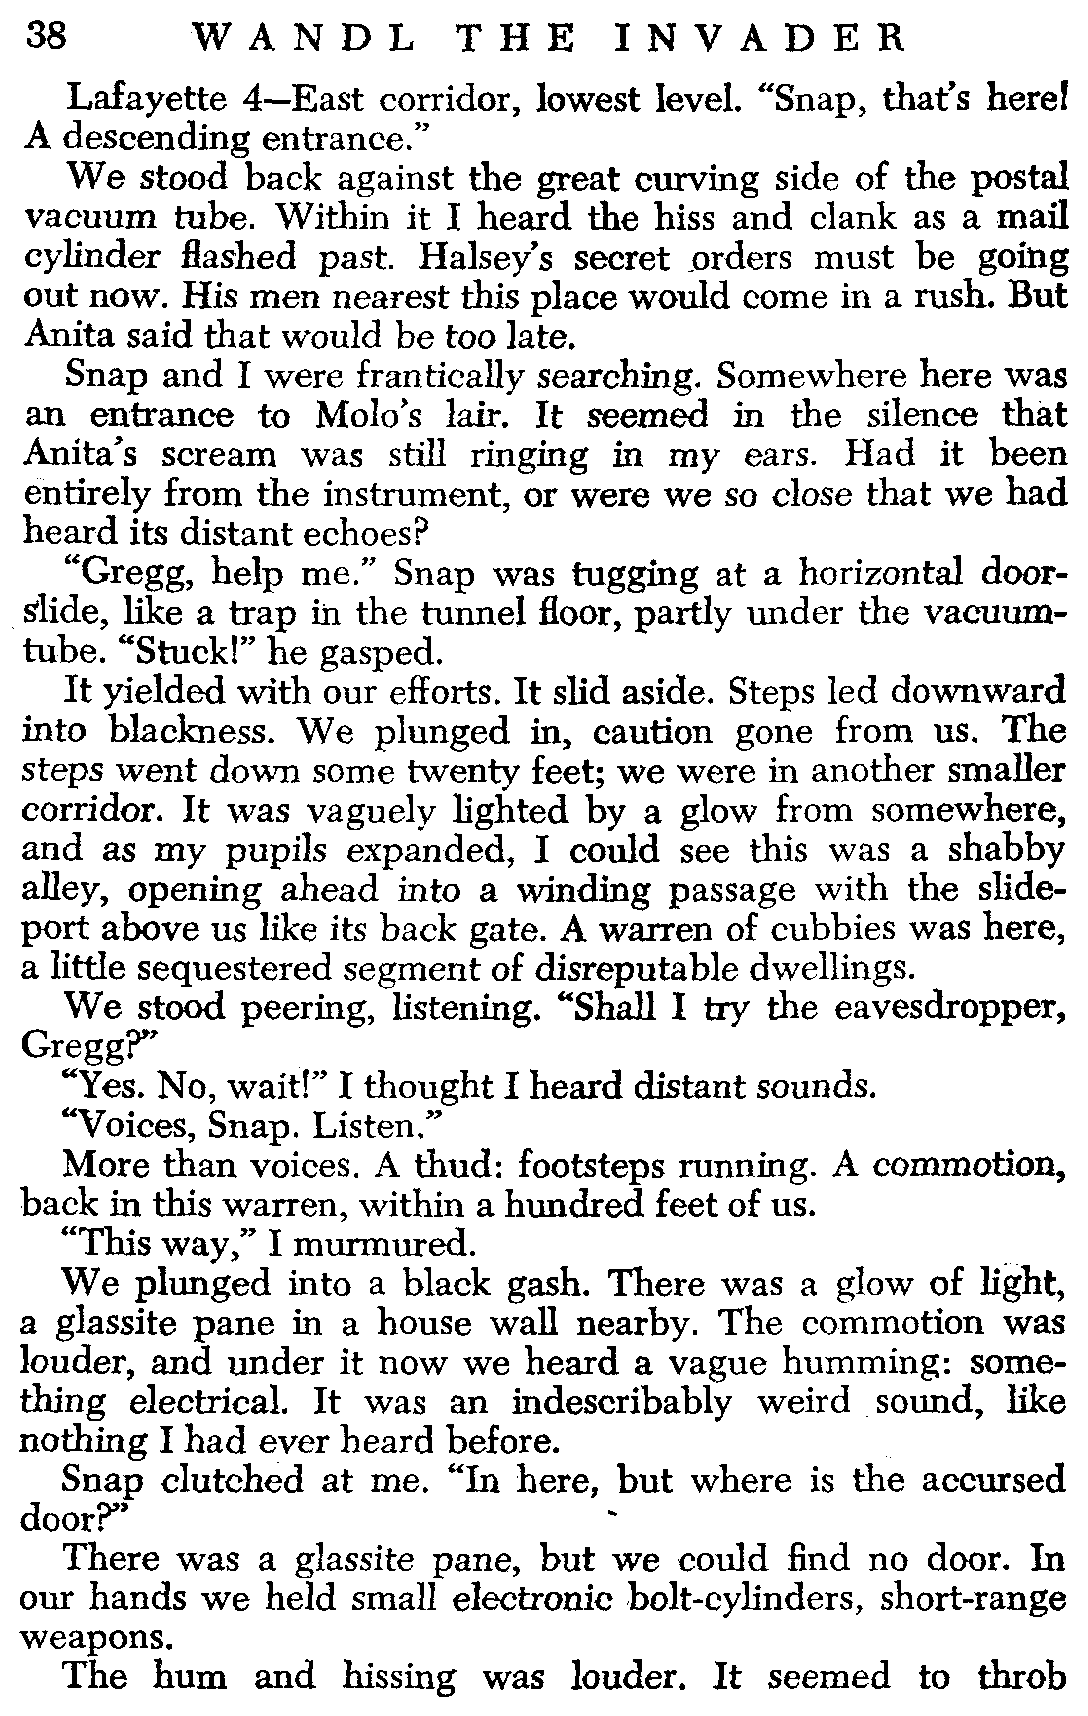 38 WANDL THE INVADER
Lafayette 4—East corridor, lowest level. “Snap, that’s here!
A descending entrance.”
We stood back against the great curving side of the postal
vacuum tube. Within it I heard the hiss and clank as a mail
cylinder flashed past. Halsey’s secret orders must be going
out now. His men nearest this place would come in a rush. But
Anita said that would be too late.
Snap and I were frantically searching. Somewhere here was
an entrance to Molo’s lair. It seemed in the silence that
Anita’s scream was still ringing in my ears. Had it been
entirely from the instrument, or were we so close that we had
heard its distant echoes?
“Gregg, help me.” Snap was tugging at a horizontal door-
slide, like a trap in the tunnel floor, partly under the vacuum-
tube. “Stuck!” he gasped.
It yielded with our efforts. It slid aside. Steps led downward
into blackness. We plunged in, caution gone from us. The
steps went down some twenty feet; we were in another smaller
corridor. It was vaguely lighted by a glow from somewhere,
and as my pupils expanded, I could see this was a shabby
alley, opening ahead into a winding passage with the slide-
port above us like its back gate. A warren of cubbies was here,
a little sequestered segment of disreputable dwellings.
We stood peering, listening. “Shall I try the eavesdropper,
Gregg?”
“Yes. No, wait!” I thought I heard distant sounds.
“Voices, Snap. Listen.”
More than voices. A thud: footsteps running. A commotion,
back in this warren, within a hundred feet of us.
“This way,” I murmured.
We plunged into a black gash. There was a glow of light,
a glassite pane in a house wall nearby. The commotion was
louder, and under it now we heard a vague humming: some-
thing electrical. It was an indescribably weird sound, like
nothing I had ever heard before.
Snap clutched at me. “In here, but where is the accursed
door?”
There was a glassite pane, but we could find no door. In
our hands we held small electronic bolt-cylinders, short-range
weapons.
The hum and hissing was louder. It seemed to throb